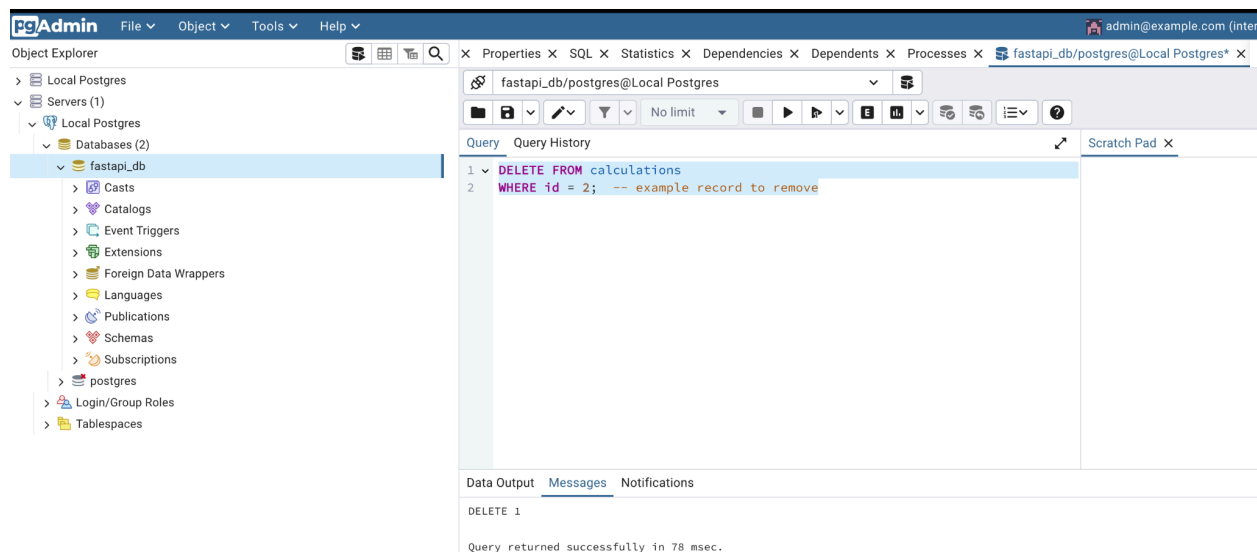 pgAdmin File Object Tools Help admin@example.com (inter
Object Explorer
Properties SQL Statistics Dependencies Dependents Processes fastapi_db/postgres@Local Postgres*
Local Postgres
Servers (1)
Local Postgres
Databases (2)
fastapi_db
Casts
Catalogs
Event Triggers
Extensions
Foreign Data Wrappers
Languages
Publications
Schemas
Subscriptions
postgres
Login/Group Roles
Tablespaces
fastapi_db/postgres@Local Postgres
No limit
E
Query Query History
Scratch Pad
1 DELETE FROM calculations
2 WHERE id = 2; -- example record to remove
Data Output Messages Notifications
DELETE 1
Query returned successfully in 78 msec.